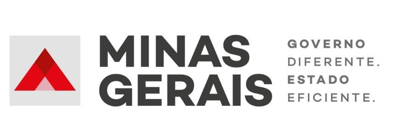 MINAS
GERAIS
GOVERNO
DIFERENTE.
ESTADO
EFICIENTE.